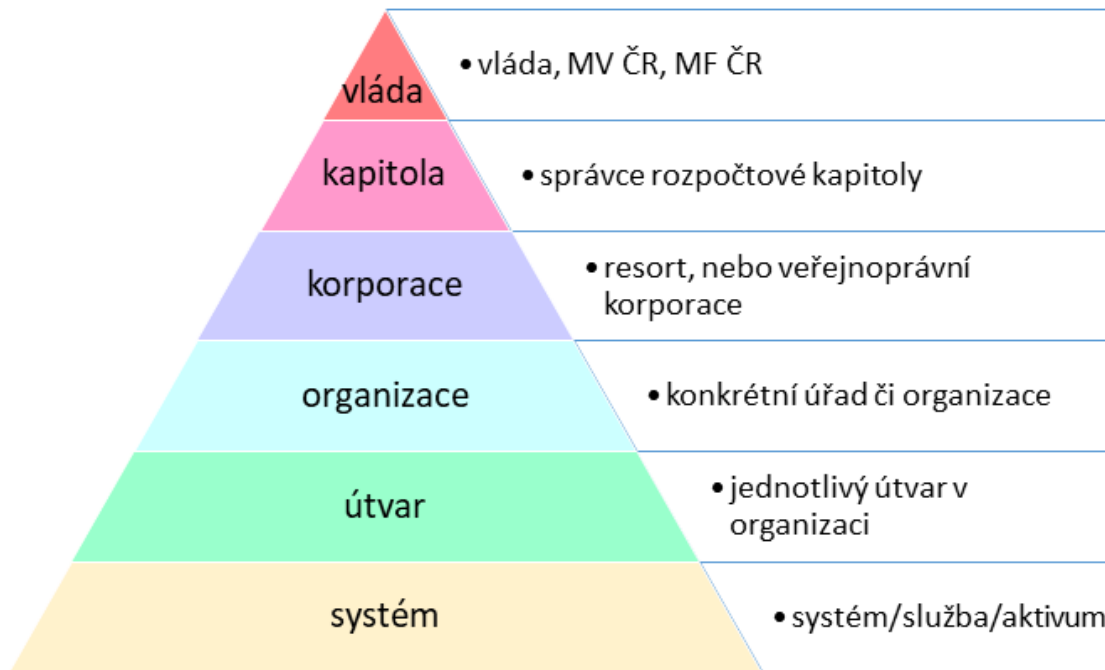 vláda
• vláda, MV ČR, MF ČR
kapitola
• správce rozpočtové kapitoly
korporace
• resort, nebo veřejnoprávní
korporace
organizace
• konkrétní úřad či organizace
útvar
• jednotlivý útvar v
organizaci
systém
• systém/služba/aktivum